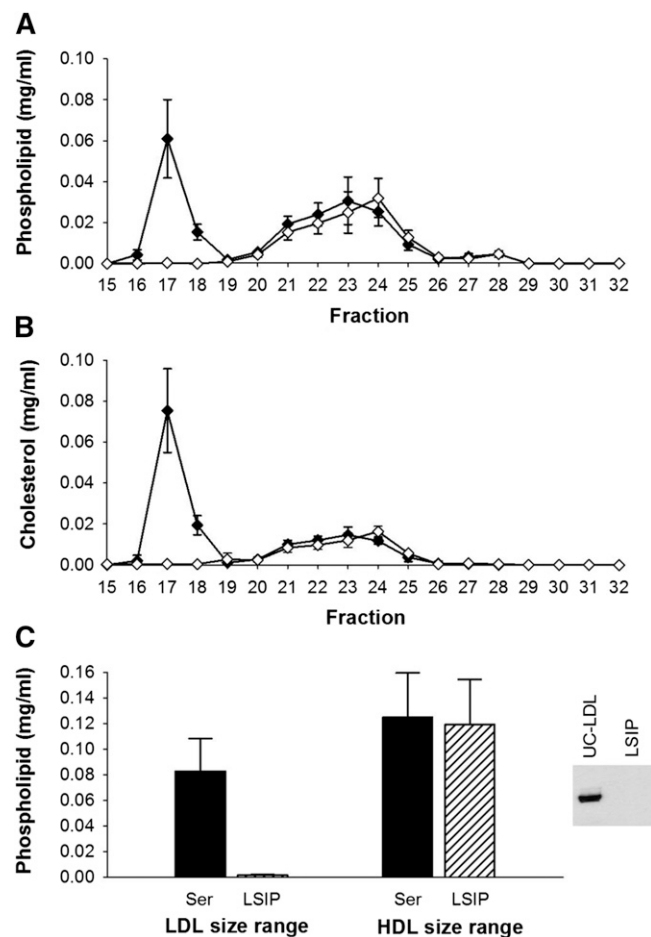 A
Phospholipid (mg/ml)
0.10
0.08
0.06
0.04
0.02
0.00
15 16 17 18 19 20 21 22 23 24 25 26 27 28 29 30 31 32
Fraction
B
Cholesterol (mg/ml)
0.10
0.08
0.06
0.04
0.02
0.00
15 16 17 18 19 20 21 22 23 24 25 26 27 28 29 30 31 32
Fraction
C
Phospholipid (mg/ml)
0.16
0.14
0.12
0.10
0.08
0.06
0.04
0.02
0.00
Ser LSIP Ser LSIP
LDL size range HDL size range
UC-LDL
LSIP